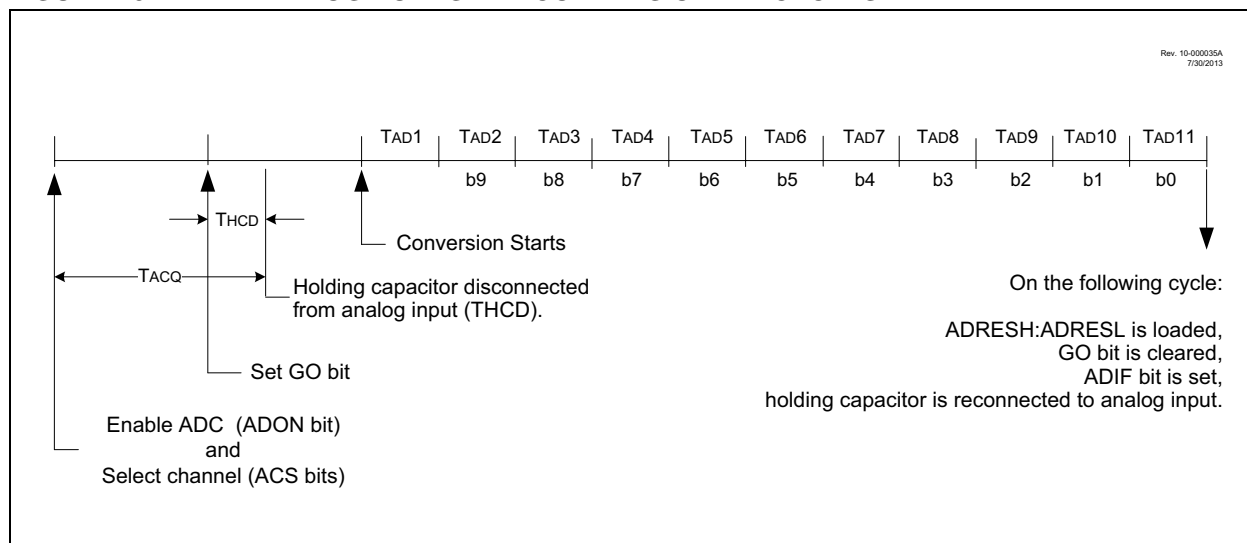 Rev. 10-000035A
7/30/2013
TAD1 TAD2 TAD3 TAD4 TAD5 TAD6 TAD7 TAD8 TAD9 TAD10 TAD11
b9 b8 b7 b6 b5 b4 b3 b2 b1 b0
THCD
Conversion Starts
TACQ
Holding capacitor disconnected
from analog input (THCD).
On the following cycle:
ADRESH:ADRESL is loaded,
GO bit is cleared,
ADIF bit is set,
holding capacitor is reconnected to analog input.
Set GO bit
Enable ADC (ADON bit)
and
Select channel (ACS bits)